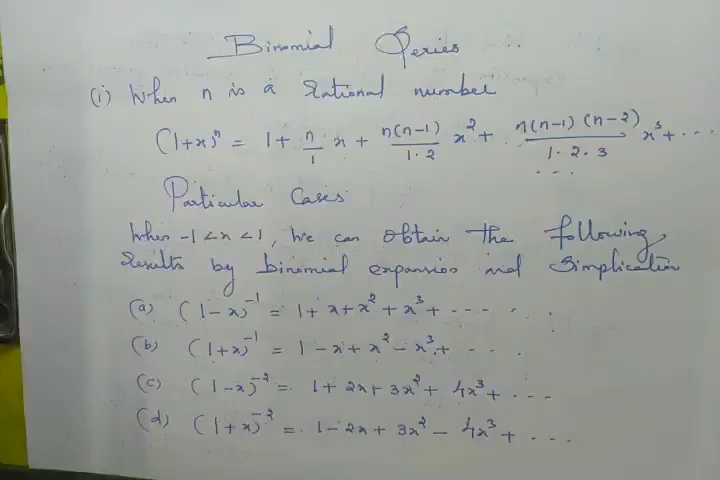 Binomial Series
(i) When n is a rational number
(1+x)^n = 1 + n/1 x + n(n-1)/1·2 x^2 + n(n-1)(n-2)/1·2·3 x^3 + ...
...
Particular Cases
When -1<x<1, we can obtain the following
results by binomial expansion and Simplication
(a) (1-x)^-1 = 1+x+x^2+x^3+ ......
(b) (1+x)^-1 = 1-x+x^2-x^3+ ......
(c) (1-x)^-2 = 1+2x+3x^2+4x^3+ ...
(d) (1+x)^-2 = 1-2x+3x^2-4x^3+ ...